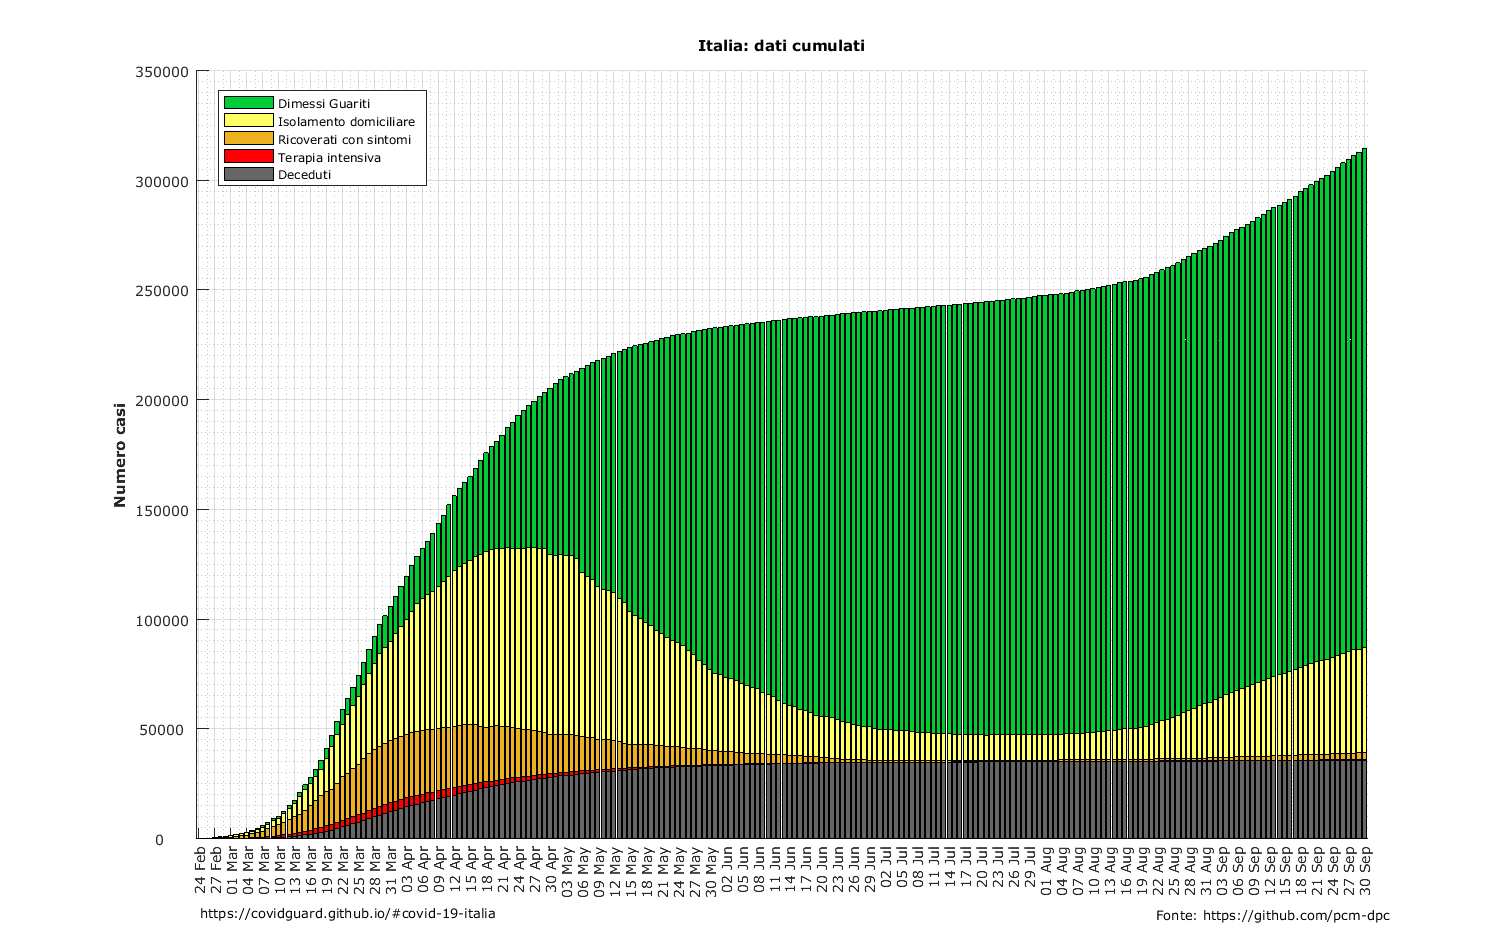 Italia: dati cumulati
350000
300000
250000
200000
150000
100000
50000
0
Numero casi
Dimessi Guariti
Isolamento domiciliare
Ricoverati con sintomi
Terapia intensiva
Deceduti
24 Feb
27 Feb
01 Mar
04 Mar
07 Mar
10 Mar
13 Mar
16 Mar
19 Mar
22 Mar
25 Mar
28 Mar
31 Mar
03 Apr
06 Apr
09 Apr
12 Apr
15 Apr
18 Apr
21 Apr
24 Apr
27 Apr
30 Apr
03 May
06 May
09 May
12 May
15 May
18 May
21 May
24 May
27 May
30 May
02 Jun
05 Jun
08 Jun
11 Jun
14 Jun
17 Jun
20 Jun
23 Jun
26 Jun
29 Jun
02 Jul
05 Jul
08 Jul
11 Jul
14 Jul
17 Jul
20 Jul
23 Jul
26 Jul
29 Jul
01 Aug
04 Aug
07 Aug
10 Aug
13 Aug
16 Aug
19 Aug
22 Aug
25 Aug
28 Aug
31 Aug
03 Sep
06 Sep
09 Sep
12 Sep
15 Sep
18 Sep
21 Sep
24 Sep
27 Sep
30 Sep
https://covidguard.github.io/#covid-19-italia
Fonte: https://github.com/pcm-dpc